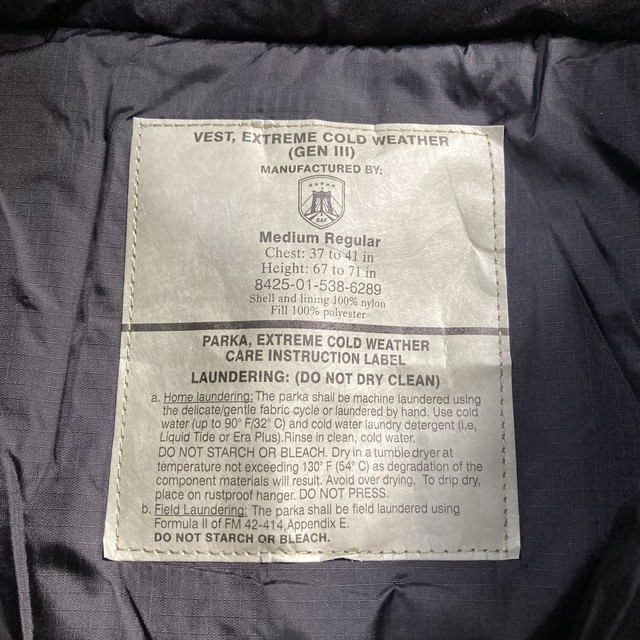 VEST, EXTREME COLD WEATHER
(GEN III)
MANUFACTURED BY:
BAF
Medium Regular
Chest: 37 to 41 in
Height: 67 to 71 in
8425-01-538-6289
Shell and lining 100% nylon
Fill 100% polyester
PARKA, EXTREME COLD WEATHER
CARE INSTRUCTION LABEL
LAUNDERING: (DO NOT DRY CLEAN)
a. Home laundering: The parka shall be machine laundered using
the delicate/gentle fabric cycle or laundered by hand. Use cold
water (up to 90° F/32° C) and cold water laundry detergent (i,e,
Liquid Tide or Era Plus).Rinse in clean, cold water.
DO NOT STARCH OR BLEACH. Dry in a tumble dryer at
temperature not exceeding 130° F (54° C) as degradation of the
component materials will result. Avoid over drying. To drip dry,
place on rustproof hanger. DO NOT PRESS.
b. Field Laundering: The parka shall be field laundered using
Formula II of FM 42-414,Appendix E.
DO NOT STARCH OR BLEACH.